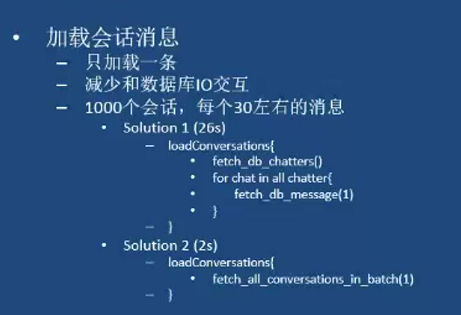 • 加载会话消息
– 只加载一条
– 减少和数据库IO交互
– 1000个会话，每个30左右的消息
• Solution 1 (26s)
– loadConversations{
• fetch_db_chatters()
• for chat in all chatter{
• fetch_db_message(1)
• }
– }
• Solution 2 (2s)
– loadConversations{
• fetch_all_conversations_in_batch(1)
– }